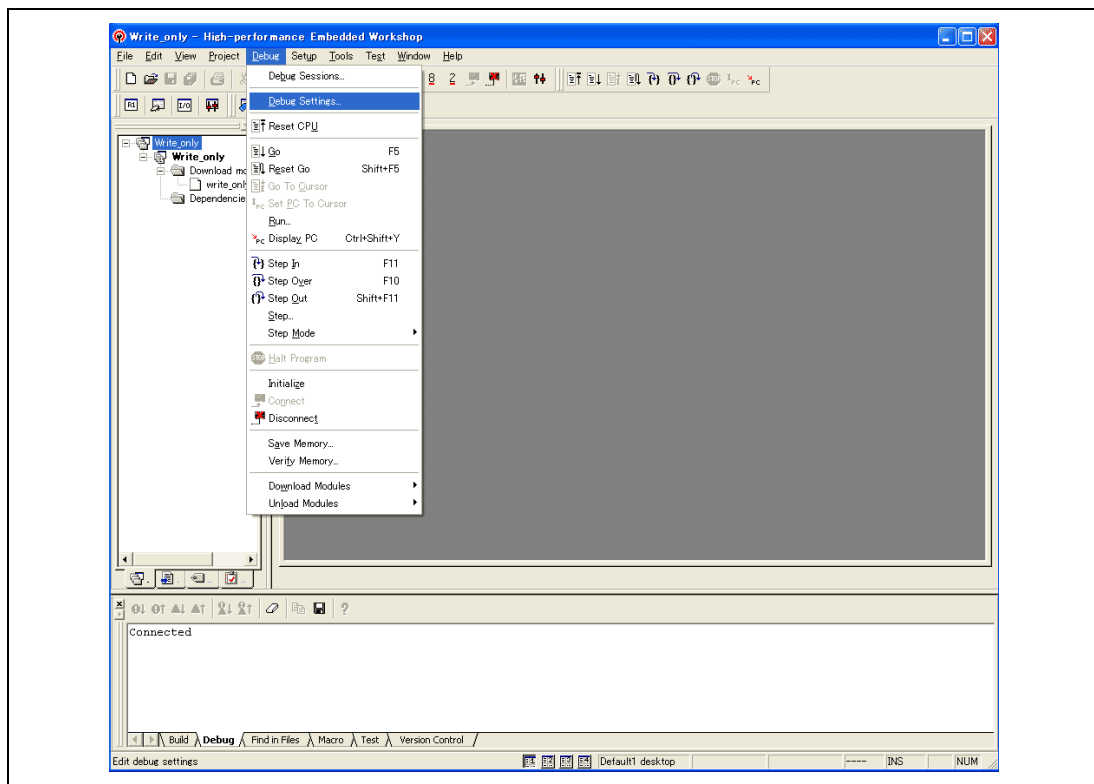 Write_only - High-performance Embedded Workshop
File Edit View Project Debug Setup Tools Test Window Help
Debug Sessions...
Debug Settings...
Reset CPU
Go F5
Reset Go Shift+F5
Go To Cursor
Set PC To Cursor
Run...
Display PC Ctrl+Shift+Y
Step In F11
Step Over F10
Step Out Shift+F11
Step...
Step Mode
Halt Program
Initialize
Connect
Disconnect
Save Memory...
Verify Memory...
Download Modules
Unload Modules
Write_only
Write_only
Download mo
write_onl
Dependencie
Connected
Build Debug Find in Files Macro Test Version Control
Edit debug settings Default1 desktop ---- INS NUM